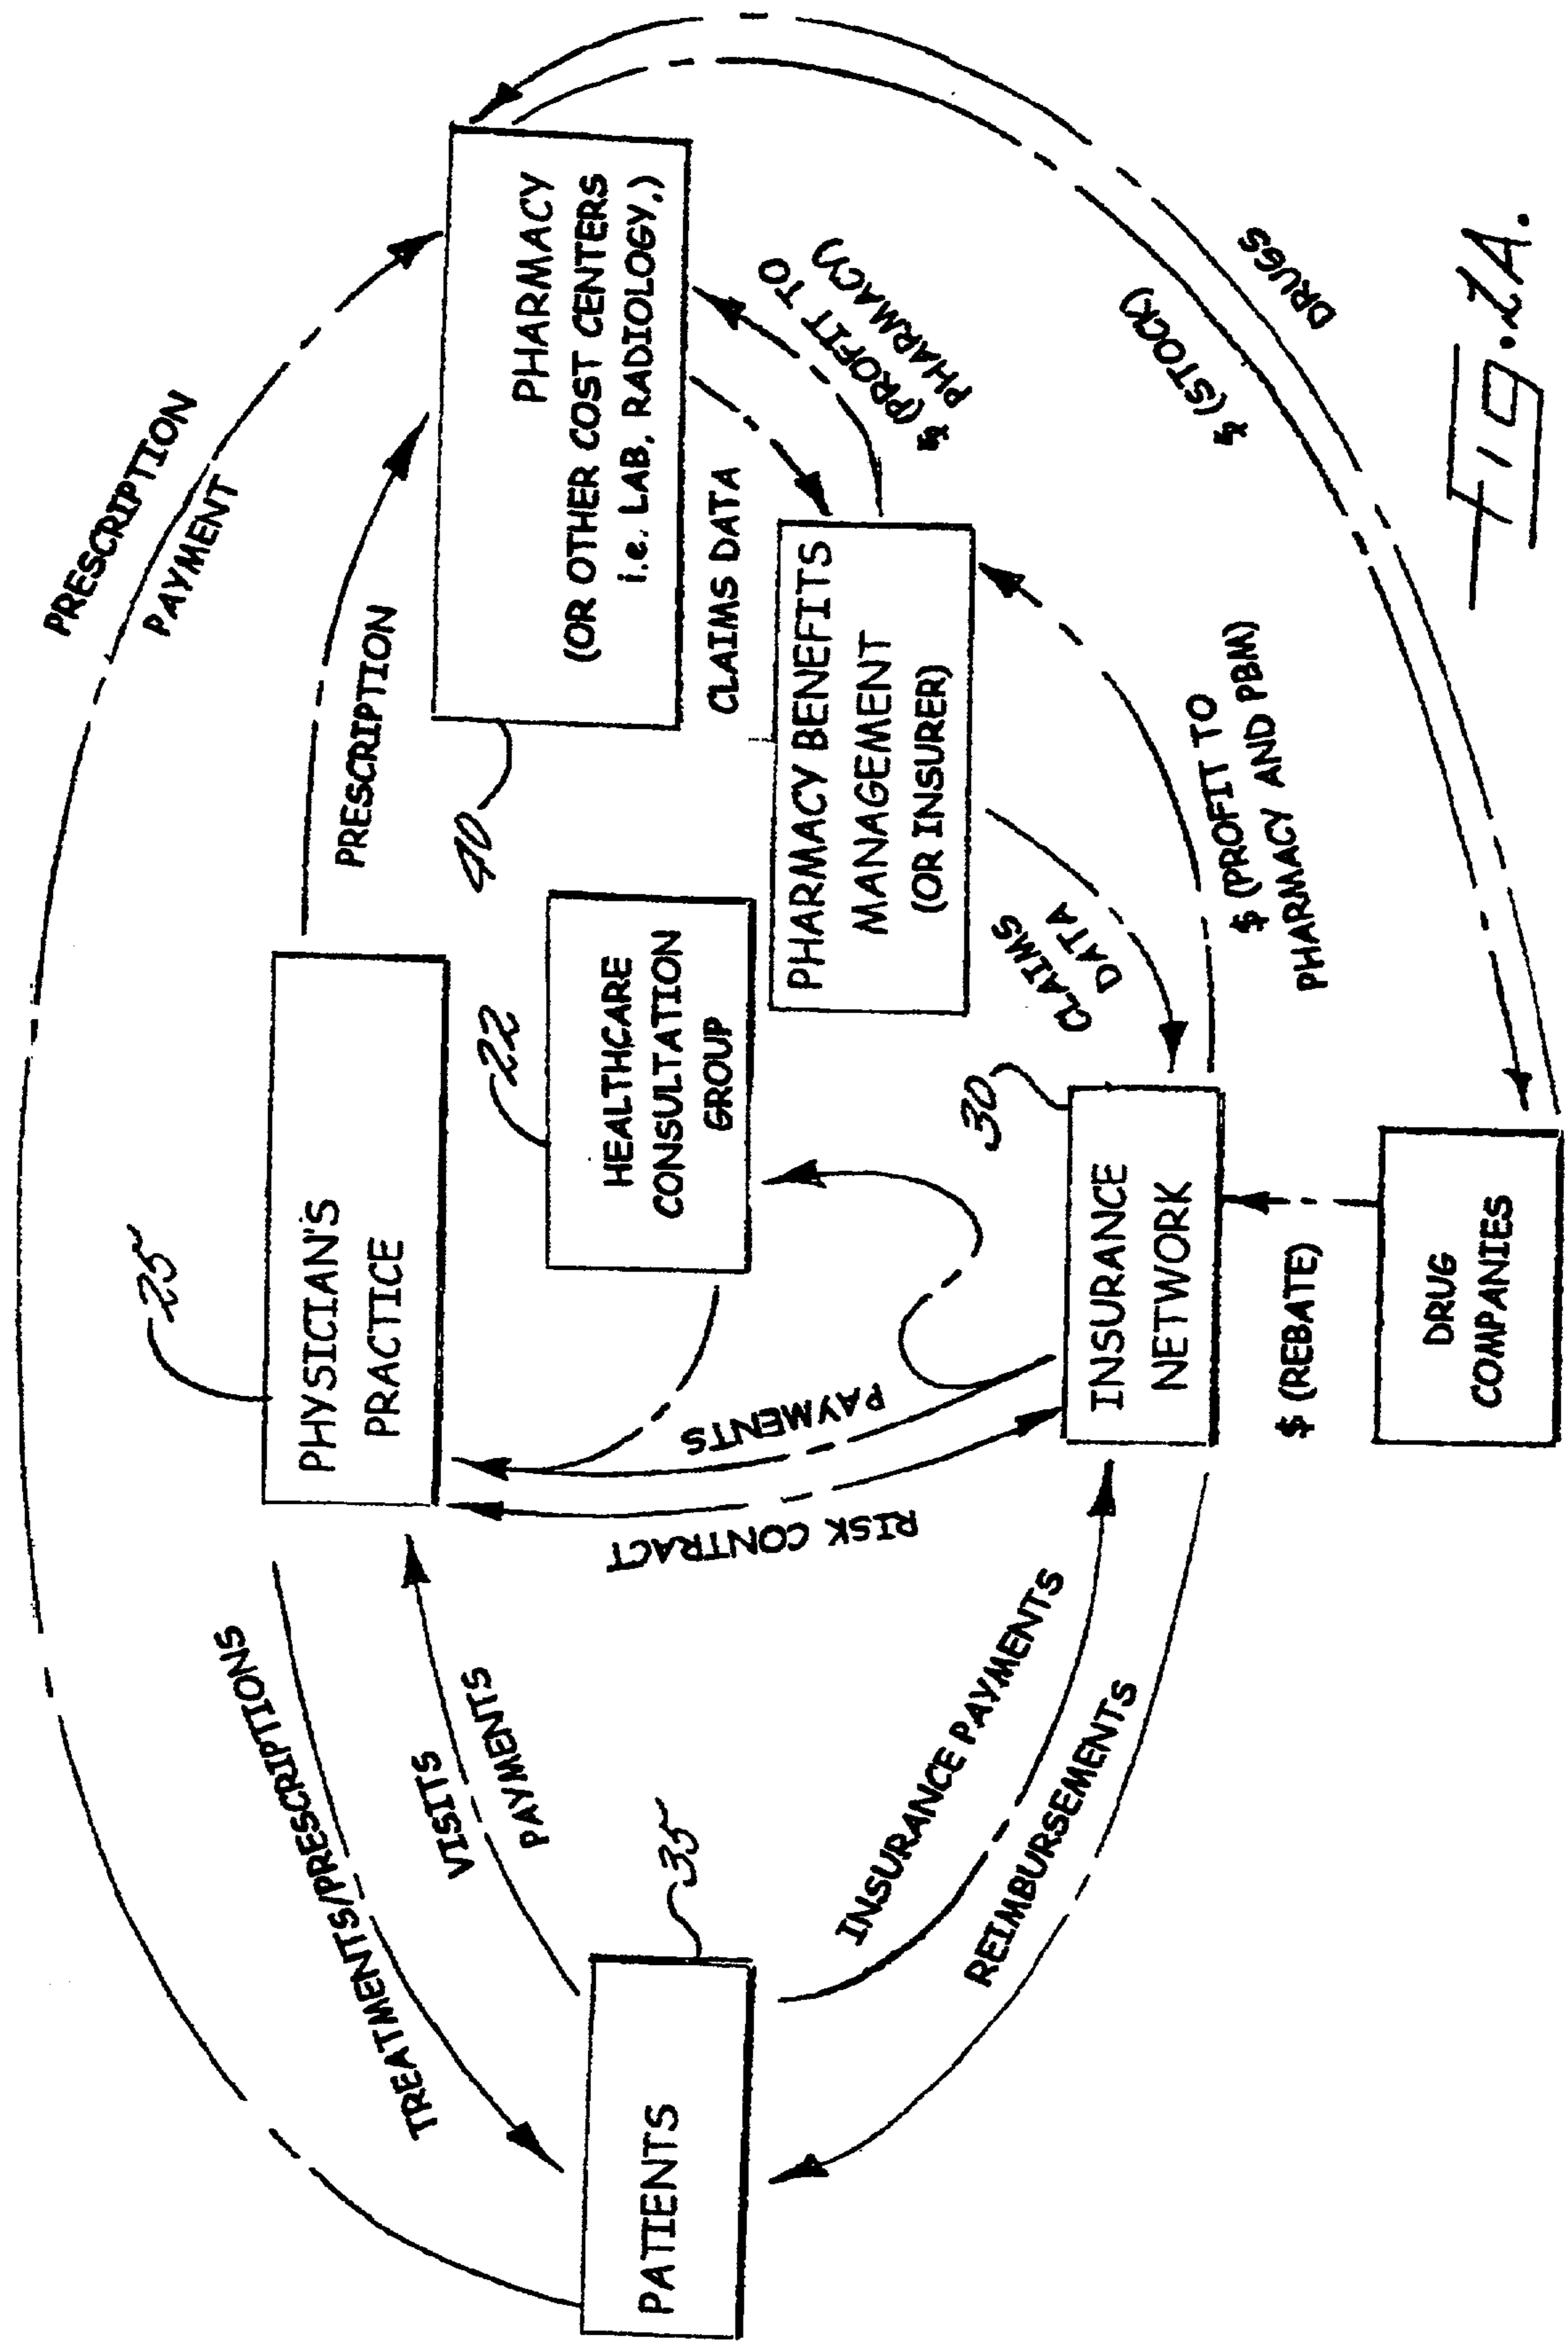 PRESCRIPTION
PAYMENT
25
PRESCRIPTION
PHYSICIAN'S
PRACTICE
PHARMACY
(OR OTHER COST CENTERS
i.e. LAB, RADIOLOGY,)
40
TREATMENTS/PRESCRIPTIONS
VISITS
PAYMENTS
22
HEALTHCARE
CONSULTATION
GROUP
CLAIMS DATA
$ (PROFIT TO
PHARMACY)
35
PATIENTS
RISK CONTRACT
PAYMENTS
PHARMACY BENEFITS
MANAGEMENT
(OR INSURER)
INSURANCE PAYMENTS
REIMBURSEMENTS
30
CLAIMS
DATA
INSURANCE
NETWORK
$ (PROFIT TO
PHARMACY AND PBM)
$ (STOCK)
DRUGS
$ (REBATE)
DRUG
COMPANIES
Fig. 1A.